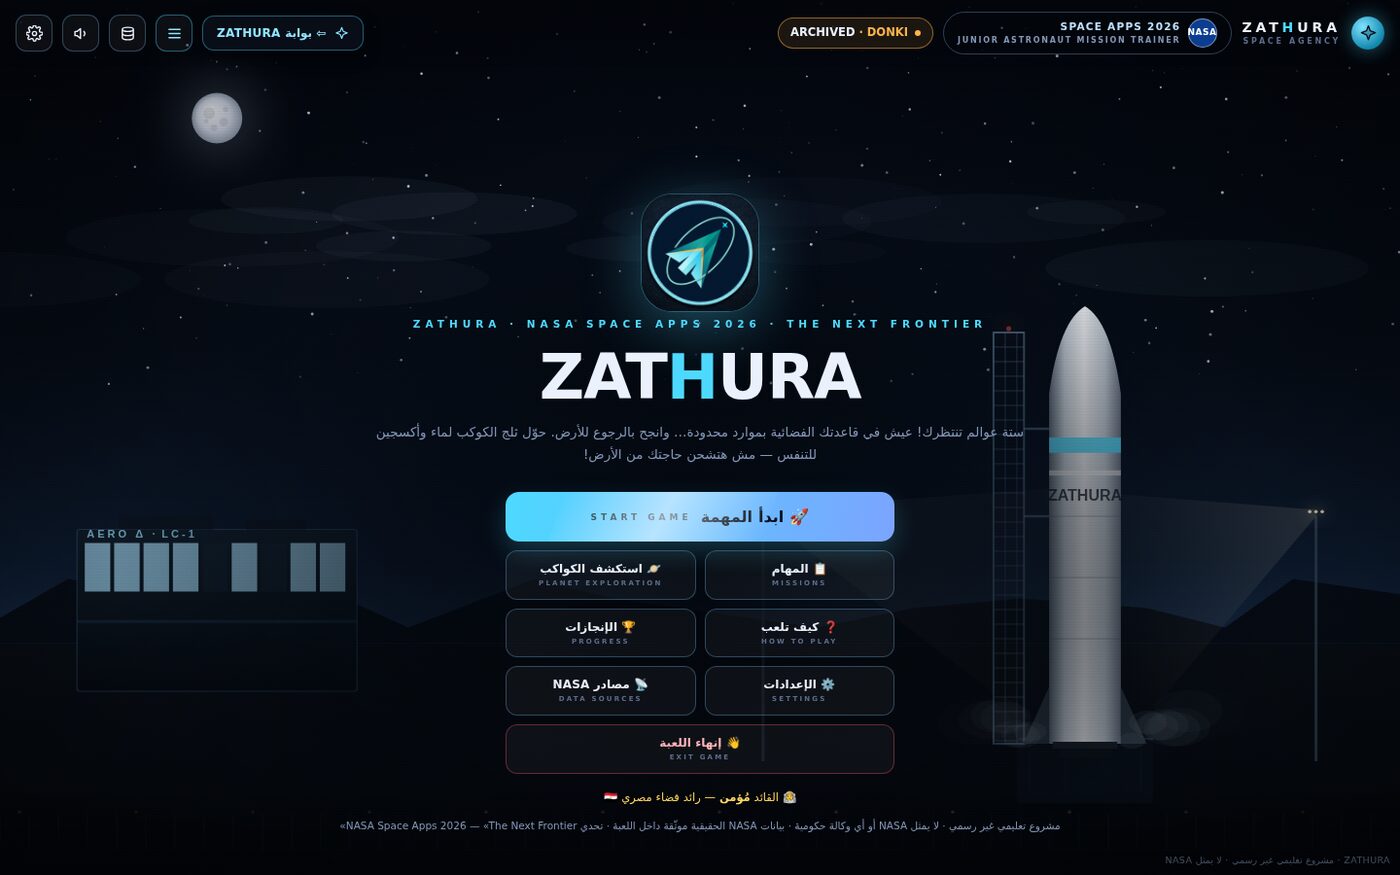 ZATHURA
SPACE AGENCY
SPACE APPS 2026
JUNIOR ASTRONAUT MISSION TRAINER
NASA
ARCHIVED · DONKI
بوابة ZATHURA ⇦
ZATHURA · NASA SPACE APPS 2026 · THE NEXT FRONTIER
ZATHURA
ستة عوالم تنتظرك! عيش في قاعدتك الفضائية بموارد محدودة… وانجح بالرجوع للأرض. حوّل ثلج الكوكب لماء وأكسجين
للتنفس — مش هتشحن حاجتك من الأرض!
ZATHURA
AERO Δ · LC-1
🚀 ابدأ المهمة START GAME
📋 المهام
MISSIONS
🪐 استكشف الكواكب
PLANET EXPLORATION
❓ كيف تلعب
HOW TO PLAY
🏆 الإنجازات
PROGRESS
⚙️ الإعدادات
SETTINGS
📡 مصادر NASA
DATA SOURCES
👋 إنهاء اللعبة
EXIT GAME
👨‍🚀 القائد مُؤمن — رائد فضاء مصري 🇪🇬
مشروع تعليمي غير رسمي · لا يمثل NASA أو أي وكالة حكومية · بيانات NASA الحقيقية موثّقة داخل اللعبة · تحدي NASA Space Apps 2026 — «The Next Frontier»
ZATHURA · مشروع تعليمي غير رسمي · لا يمثل NASA